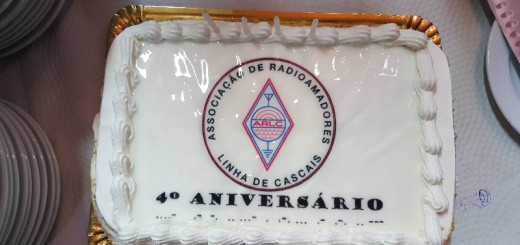 ASSOCIAÇÃO DE RADIOAMADORES
ARLC
LINHA DE CASCAIS
4º ANIVERSÁRIO